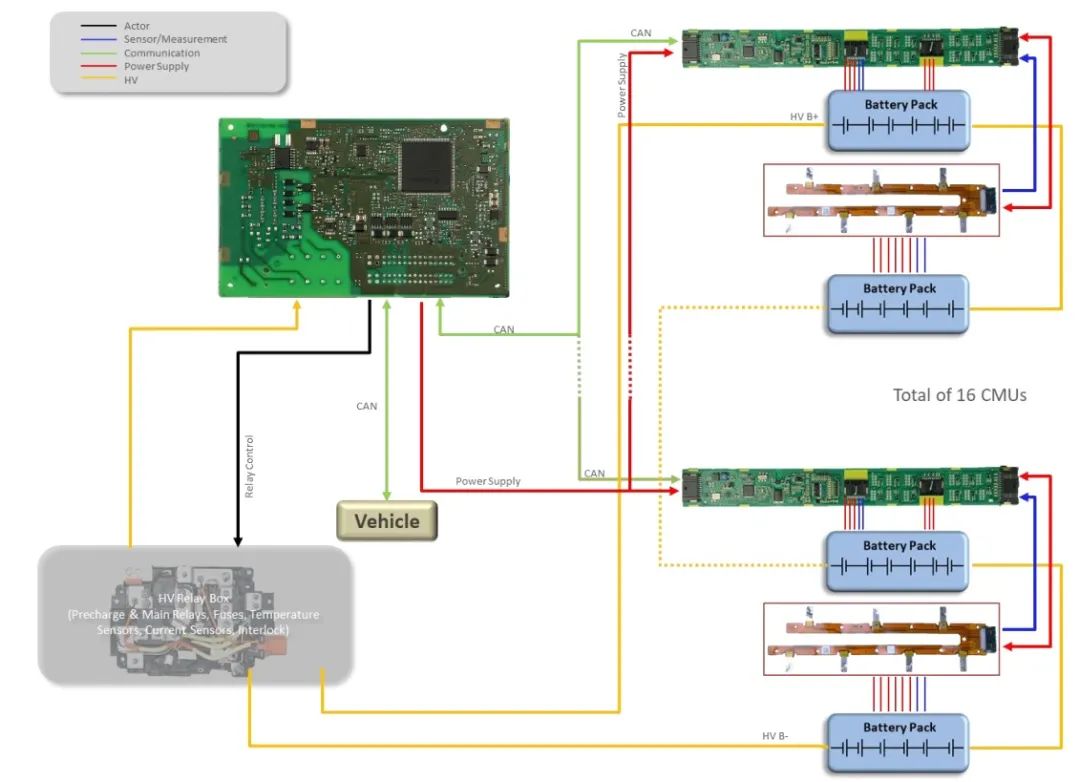 Actor
Sensor/Measurement
Communication
Power Supply
HV
CAN
Power Supply
Battery Pack
HV B+
Battery Pack
CAN
Total of 16 CMUs
CAN
Relay Control
CAN
Power Supply
Vehicle
Battery Pack
HV Relay Box
(Precharge & Main Relays, Fuses, Temperature
Sensors, Current Sensors, Interlock)
Battery Pack
HV B-